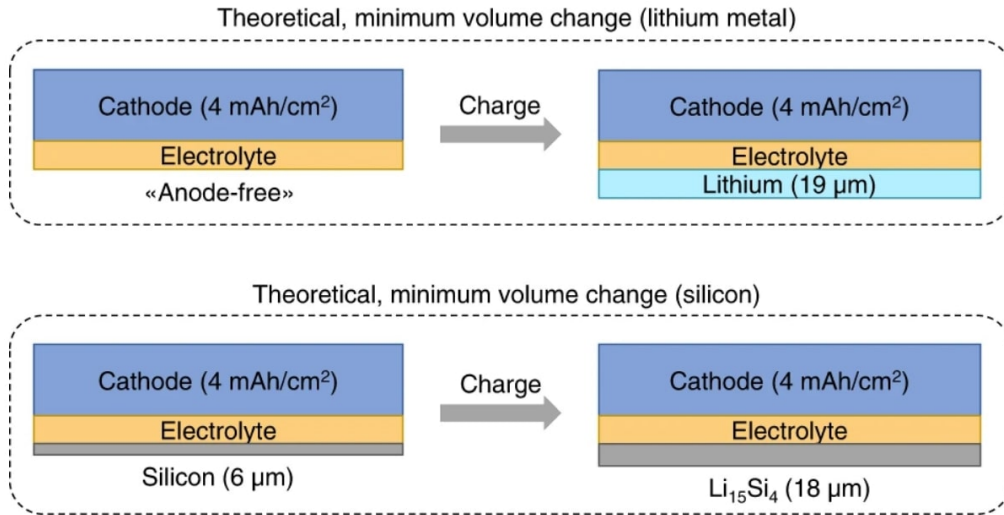 Theoretical, minimum volume change (lithium metal)
Cathode (4 mAh/cm²)
Electrolyte
«Anode-free»
Charge
Cathode (4 mAh/cm²)
Electrolyte
Lithium (19 μm)
Theoretical, minimum volume change (silicon)
Cathode (4 mAh/cm²)
Electrolyte
Silicon (6 μm)
Charge
Cathode (4 mAh/cm²)
Electrolyte
Li₁₅Si₄ (18 μm)